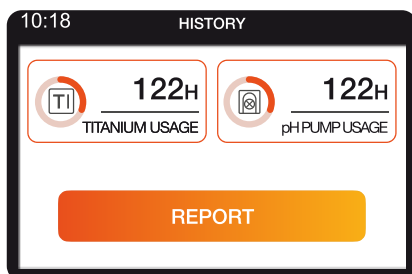 10:18 HISTORY
TI 122H
TITANIUM USAGE
122H
pH PUMP USAGE
REPORT